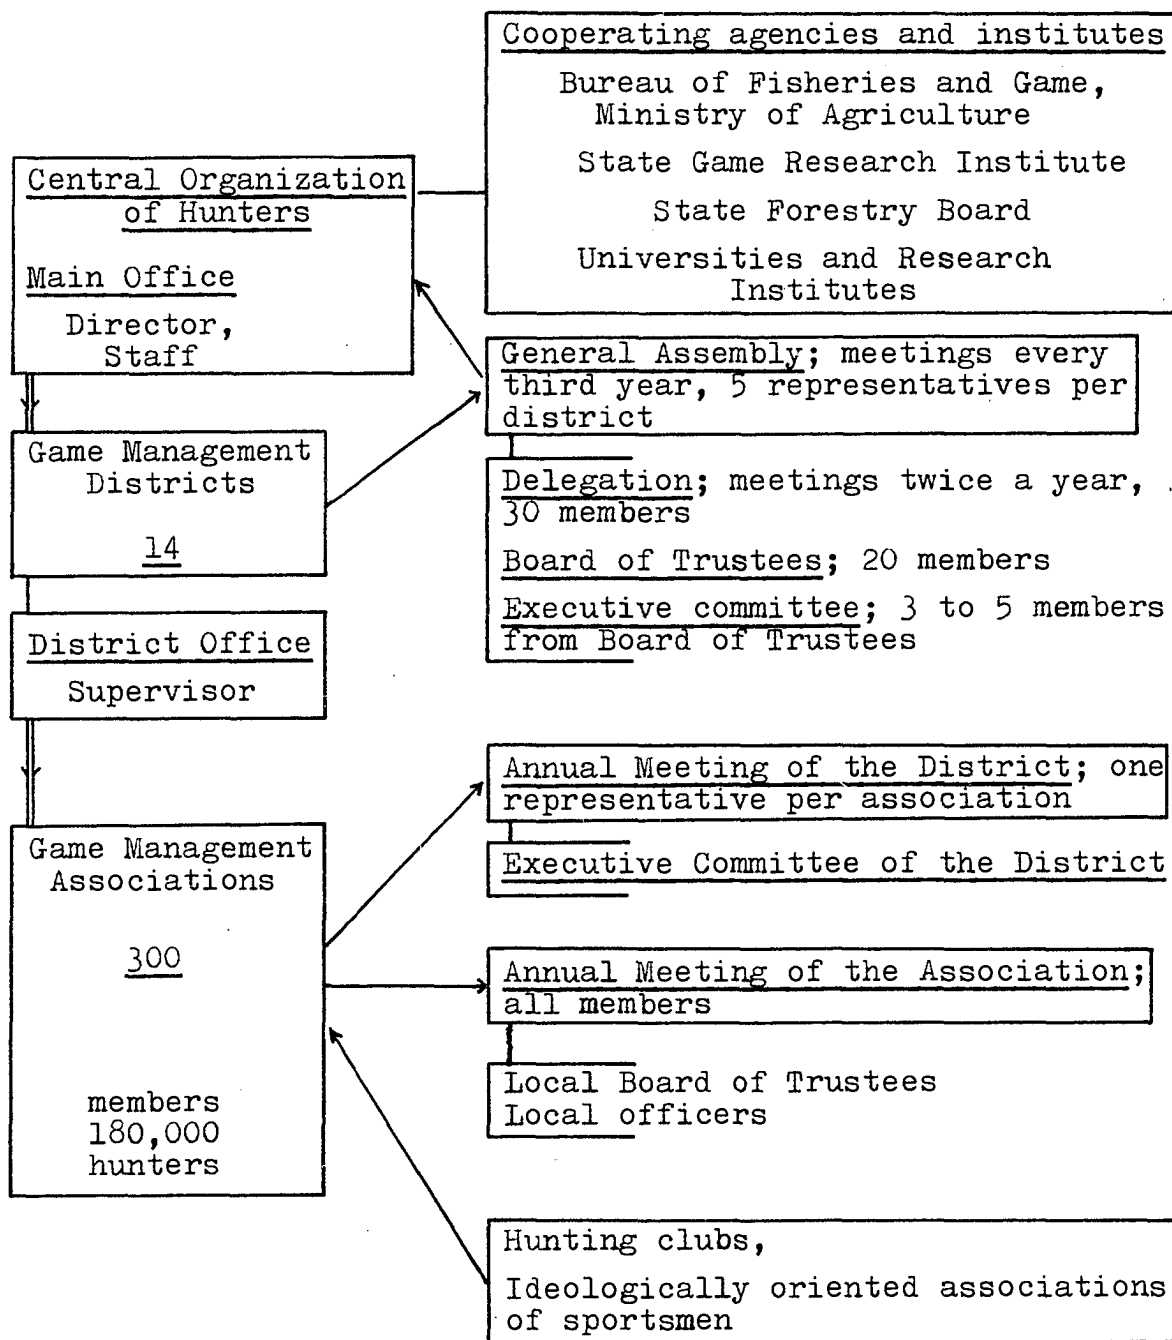 Cooperating agencies and institutes
Bureau of Fisheries and Game,
Ministry of Agriculture
State Game Research Institute
State Forestry Board
Universities and Research
Institutes
Central Organization
of Hunters
Main Office
Director,
Staff
General Assembly; meetings every
third year, 5 representatives per
district
Game Management
Districts
14
Delegation; meetings twice a year,
30 members
Board of Trustees; 20 members
Executive committee; 3 to 5 members
from Board of Trustees
District Office
Supervisor
Annual Meeting of the District; one
representative per association
Executive Committee of the District
Game Management
Associations
300
members
180,000
hunters
Annual Meeting of the Association;
all members
Local Board of Trustees
Local officers
Hunting clubs,
Ideologically oriented associations
of sportsmen